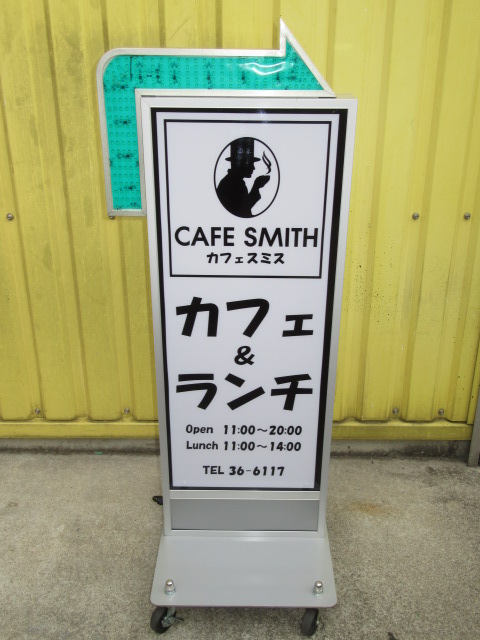 CAFE SMITH
カフェスミス
カフェ
&
ランチ
Open 11:00～20:00
Lunch 11:00～14:00
TEL 36-6117